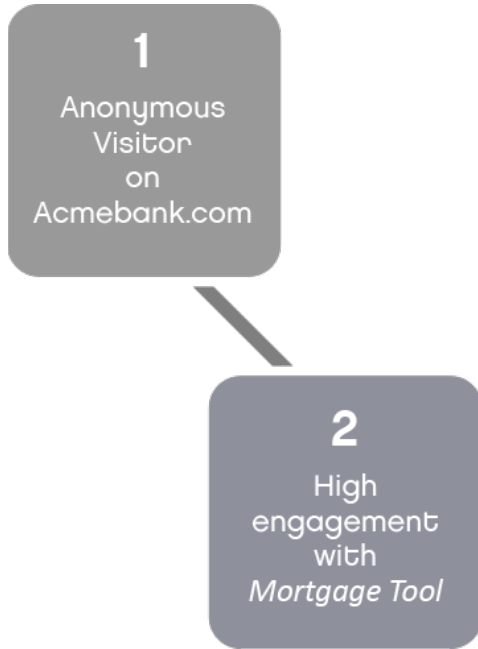 1
Anonymous
Visitor
on
Acmebank.com
2
High
engagement
with
Mortgage Tool